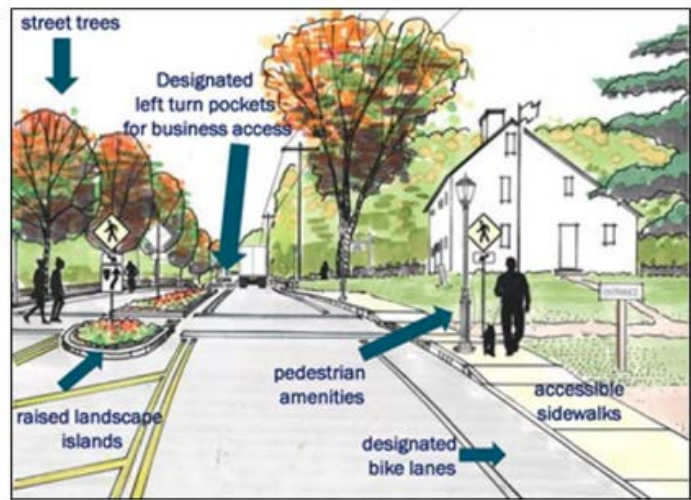 street trees
Designated
left turn pockets
for business access
ENTRANCE
pedestrian
amenities
accessible
sidewalks
raised landscape
islands
designated
bike lanes